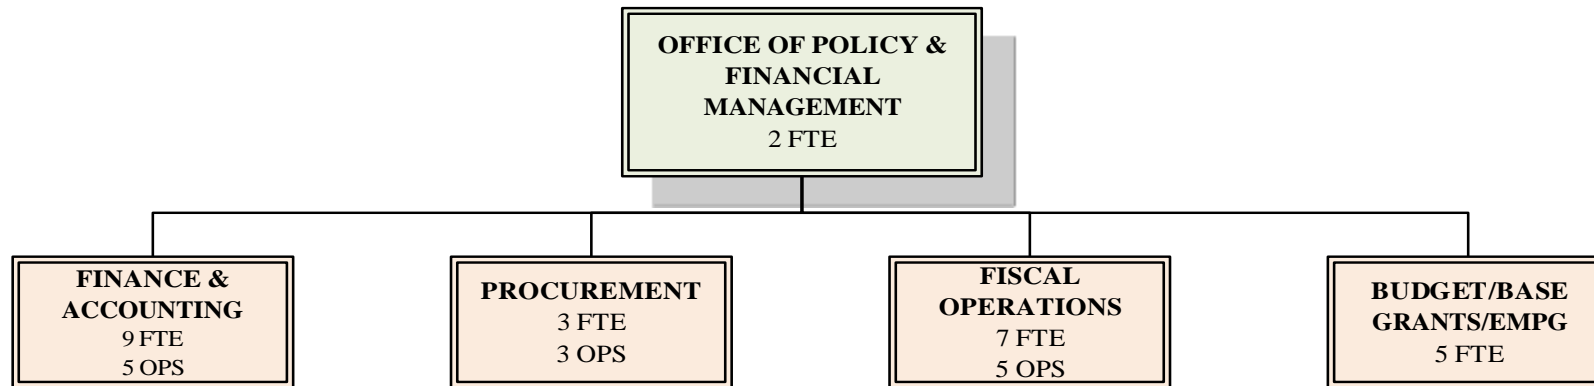 OFFICE OF POLICY &
FINANCIAL
MANAGEMENT
2 FTE
FINANCE &
ACCOUNTING
9 FTE
5 OPS
PROCUREMENT
3 FTE
3 OPS
FISCAL
OPERATIONS
7 FTE
5 OPS
BUDGET/BASE
GRANTS/EMPG
5 FTE